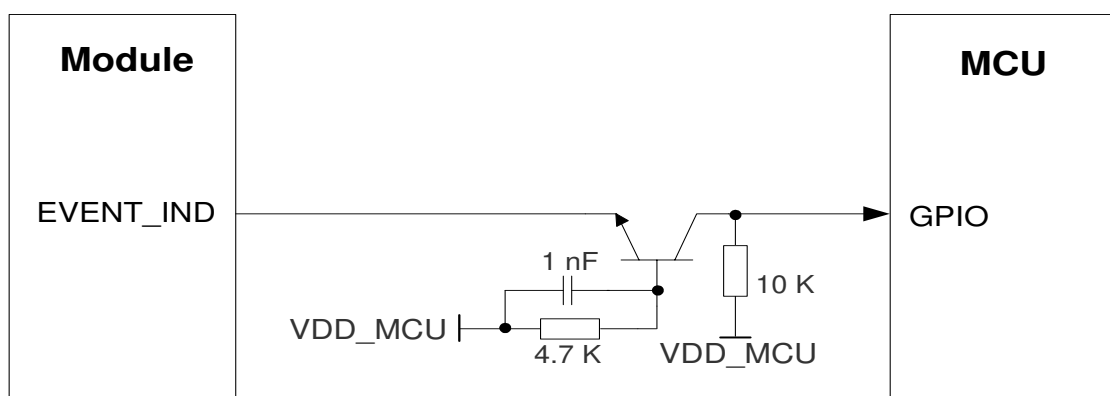 Module
MCU
EVENT_IND
GPIO
1 nF
10 K
VDD_MCU
4.7 K
VDD_MCU